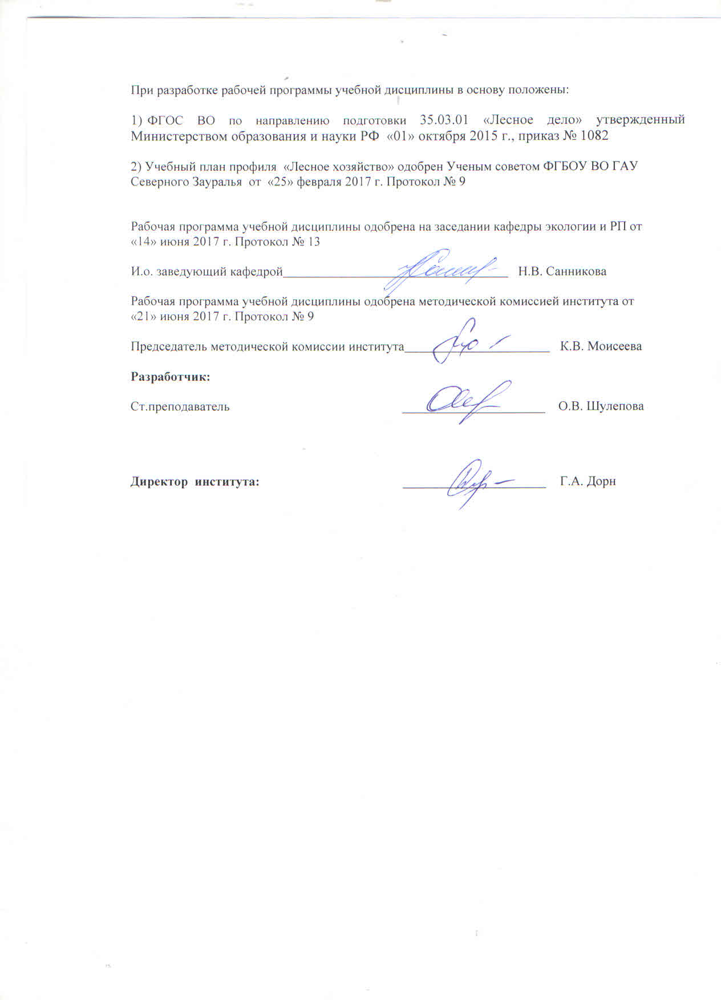 При разработке рабочей программы учебной дисциплины в основу положены:
1) ФГОС ВО по направлению подготовки 35.03.01 «Лесное дело» утвержденный
Министерством образования и науки РФ «01» октября 2015 г., приказ № 1082
2) Учебный план профиля «Лесное хозяйство» одобрен Ученым советом ФГБОУ ВО ГАУ
Северного Зауралья от «25» февраля 2017 г. Протокол № 9
Рабочая программа учебной дисциплины одобрена на заседании кафедры экологии и РП от
«14» июня 2017 г. Протокол № 13
И.о. заведующий кафедрой Н.В. Санникова
Рабочая программа учебной дисциплины одобрена методической комиссией института от
«21» июня 2017 г. Протокол № 9
Председатель методической комиссии института К.В. Моисеева
Разработчик:
Ст.преподаватель О.В. Шулепова
Директор института: Г.А. Дорн